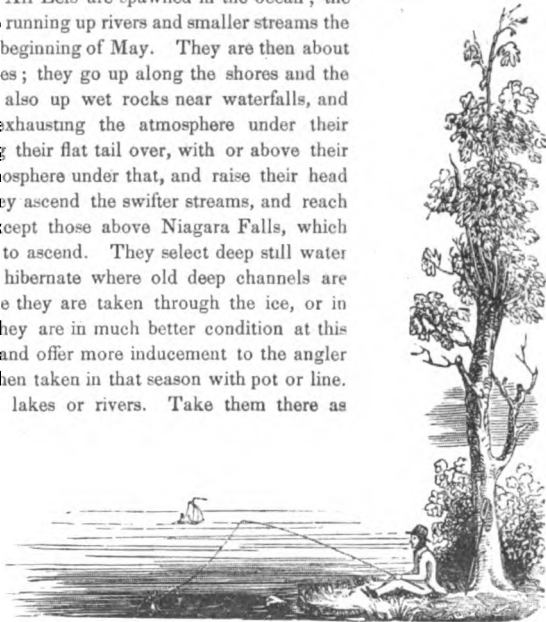 All Eels are spawned in the ocean; the
running up rivers and smaller streams the
beginning of May. They are then about
es; they go up along the shores and the
also up wet rocks near waterfalls, and
exhausting the atmosphere under their
their flat tail over, with or above their
osphere under that, and raise their head
ey ascend the swifter streams, and reach
cept those above Niagara Falls, which
to ascend. They select deep still water
hibernate where old deep channels are
e they are taken through the ice, or in
hey are in much better condition at this
and offer more inducement to the angler
hen taken in that season with pot or line.
lakes or rivers. Take them there as